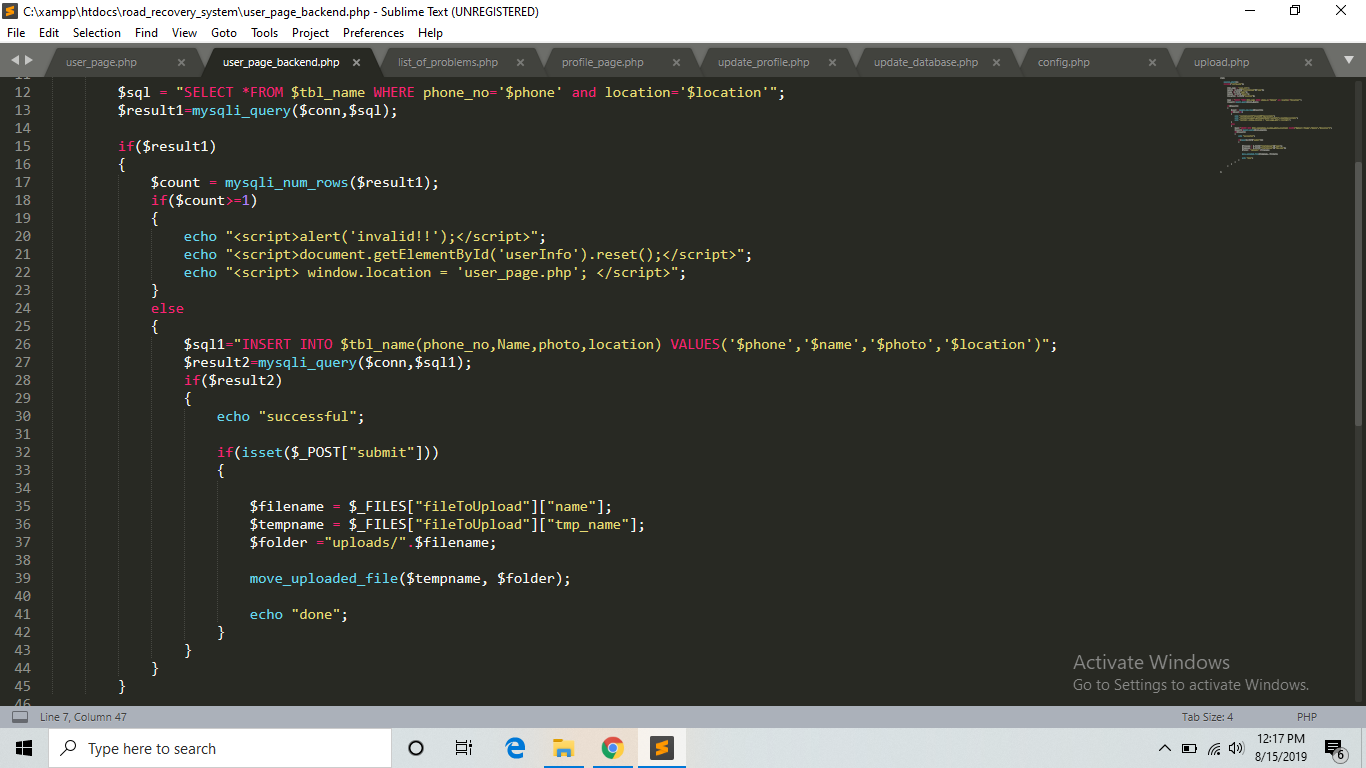 C:\xampp\htdocs\road_recovery_system\user_page_backend.php - Sublime Text (UNREGISTERED)
File Edit Selection Find View Goto Tools Project Preferences Help
user_page.php × user_page_backend.php × list_of_problems.php × profile_page.php × update_profile.php × update_database.php × config.php × upload.php ×
12 $sql = "SELECT *FROM $tbl_name WHERE phone_no='$phone' and location='$location'";
13 $result1=mysqli_query($conn,$sql);
14
15 if($result1)
16 {
17 $count = mysqli_num_rows($result1);
18 if($count>=1)
19 {
20 echo "<script>alert('invalid!!');</script>";
21 echo "<script>document.getElementById('userInfo').reset();</script>";
22 echo "<script> window.location = 'user_page.php'; </script>";
23 }
24 else
25 {
26 $sql1="INSERT INTO $tbl_name(phone_no,Name,photo,location) VALUES('$phone','$name','$photo','$location')";
27 $result2=mysqli_query($conn,$sql1);
28 if($result2)
29 {
30 echo "successful";
31
32 if(isset($_POST["submit"]))
33 {
34
35 $filename = $_FILES["fileToUpload"]["name"];
36 $tempname = $_FILES["fileToUpload"]["tmp_name"];
37 $folder ="uploads/".$filename;
38
39 move_uploaded_file($tempname, $folder);
40
41 echo "done";
42 }
43 }
44 }
45 }
46
Activate Windows
Go to Settings to activate Windows.
Line 7, Column 47 Tab Size: 4 PHP
Type here to search
12:17 PM
8/15/2019
6